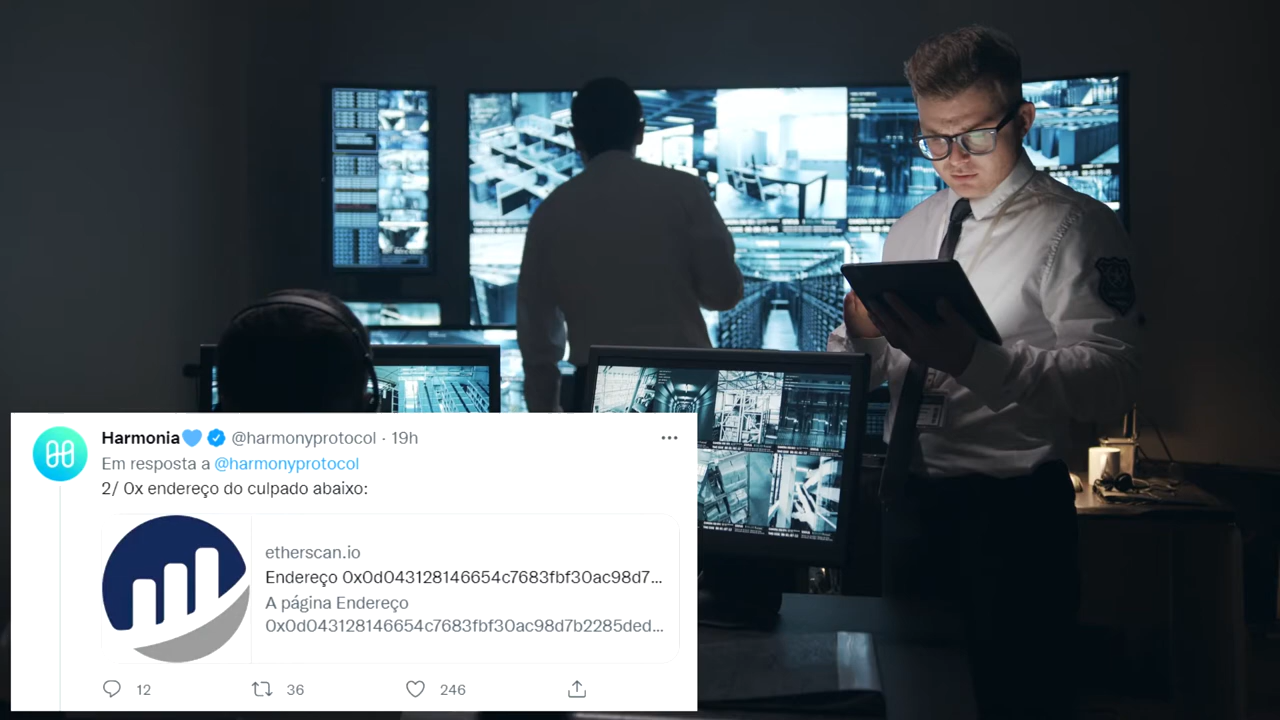 Harmonia💙 @harmonyprotocol · 19h
Em resposta a @harmonyprotocol
2/ 0x endereço do culpado abaixo:
etherscan.io
Endereço 0x0d043128146654c7683fbf30ac98d7...
A página Endereço
0x0d043128146654c7683fbf30ac98d7b2285ded...
12 36 246